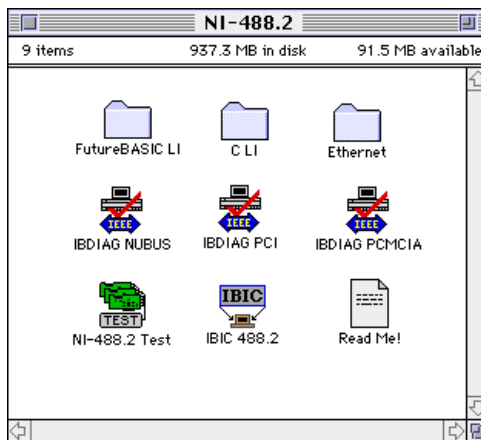 NI-488.2
9 items 937.3 MB in disk 91.5 MB available
FutureBASIC LI C LI Ethernet
IEEE IEEE IEEE
IBDIAG NUBUS IBDIAG PCI IBDIAG PCMCIA
TEST IBIC
NI-488.2 Test IBIC 488.2 Read Me!